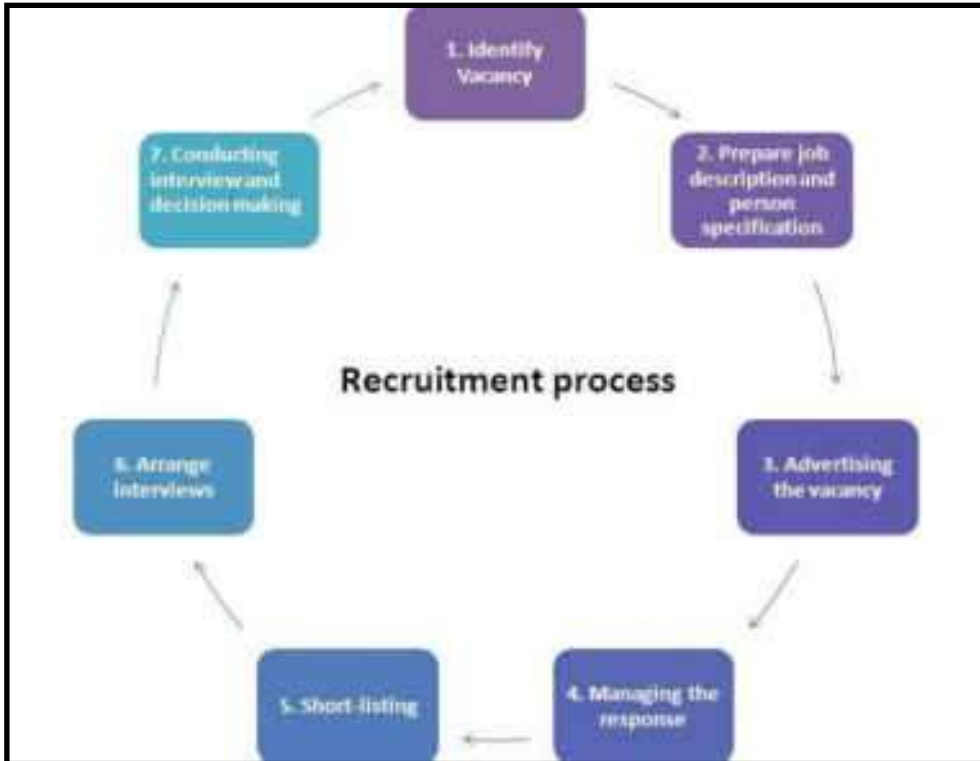 1. Identify
Vacancy
2. Prepare job
description and
person
specification
3. Advertising
the vacancy
4. Managing the
response
5. Short-listing
6. Arrange
interviews
7. Conducting
interview and
decision making
Recruitment process